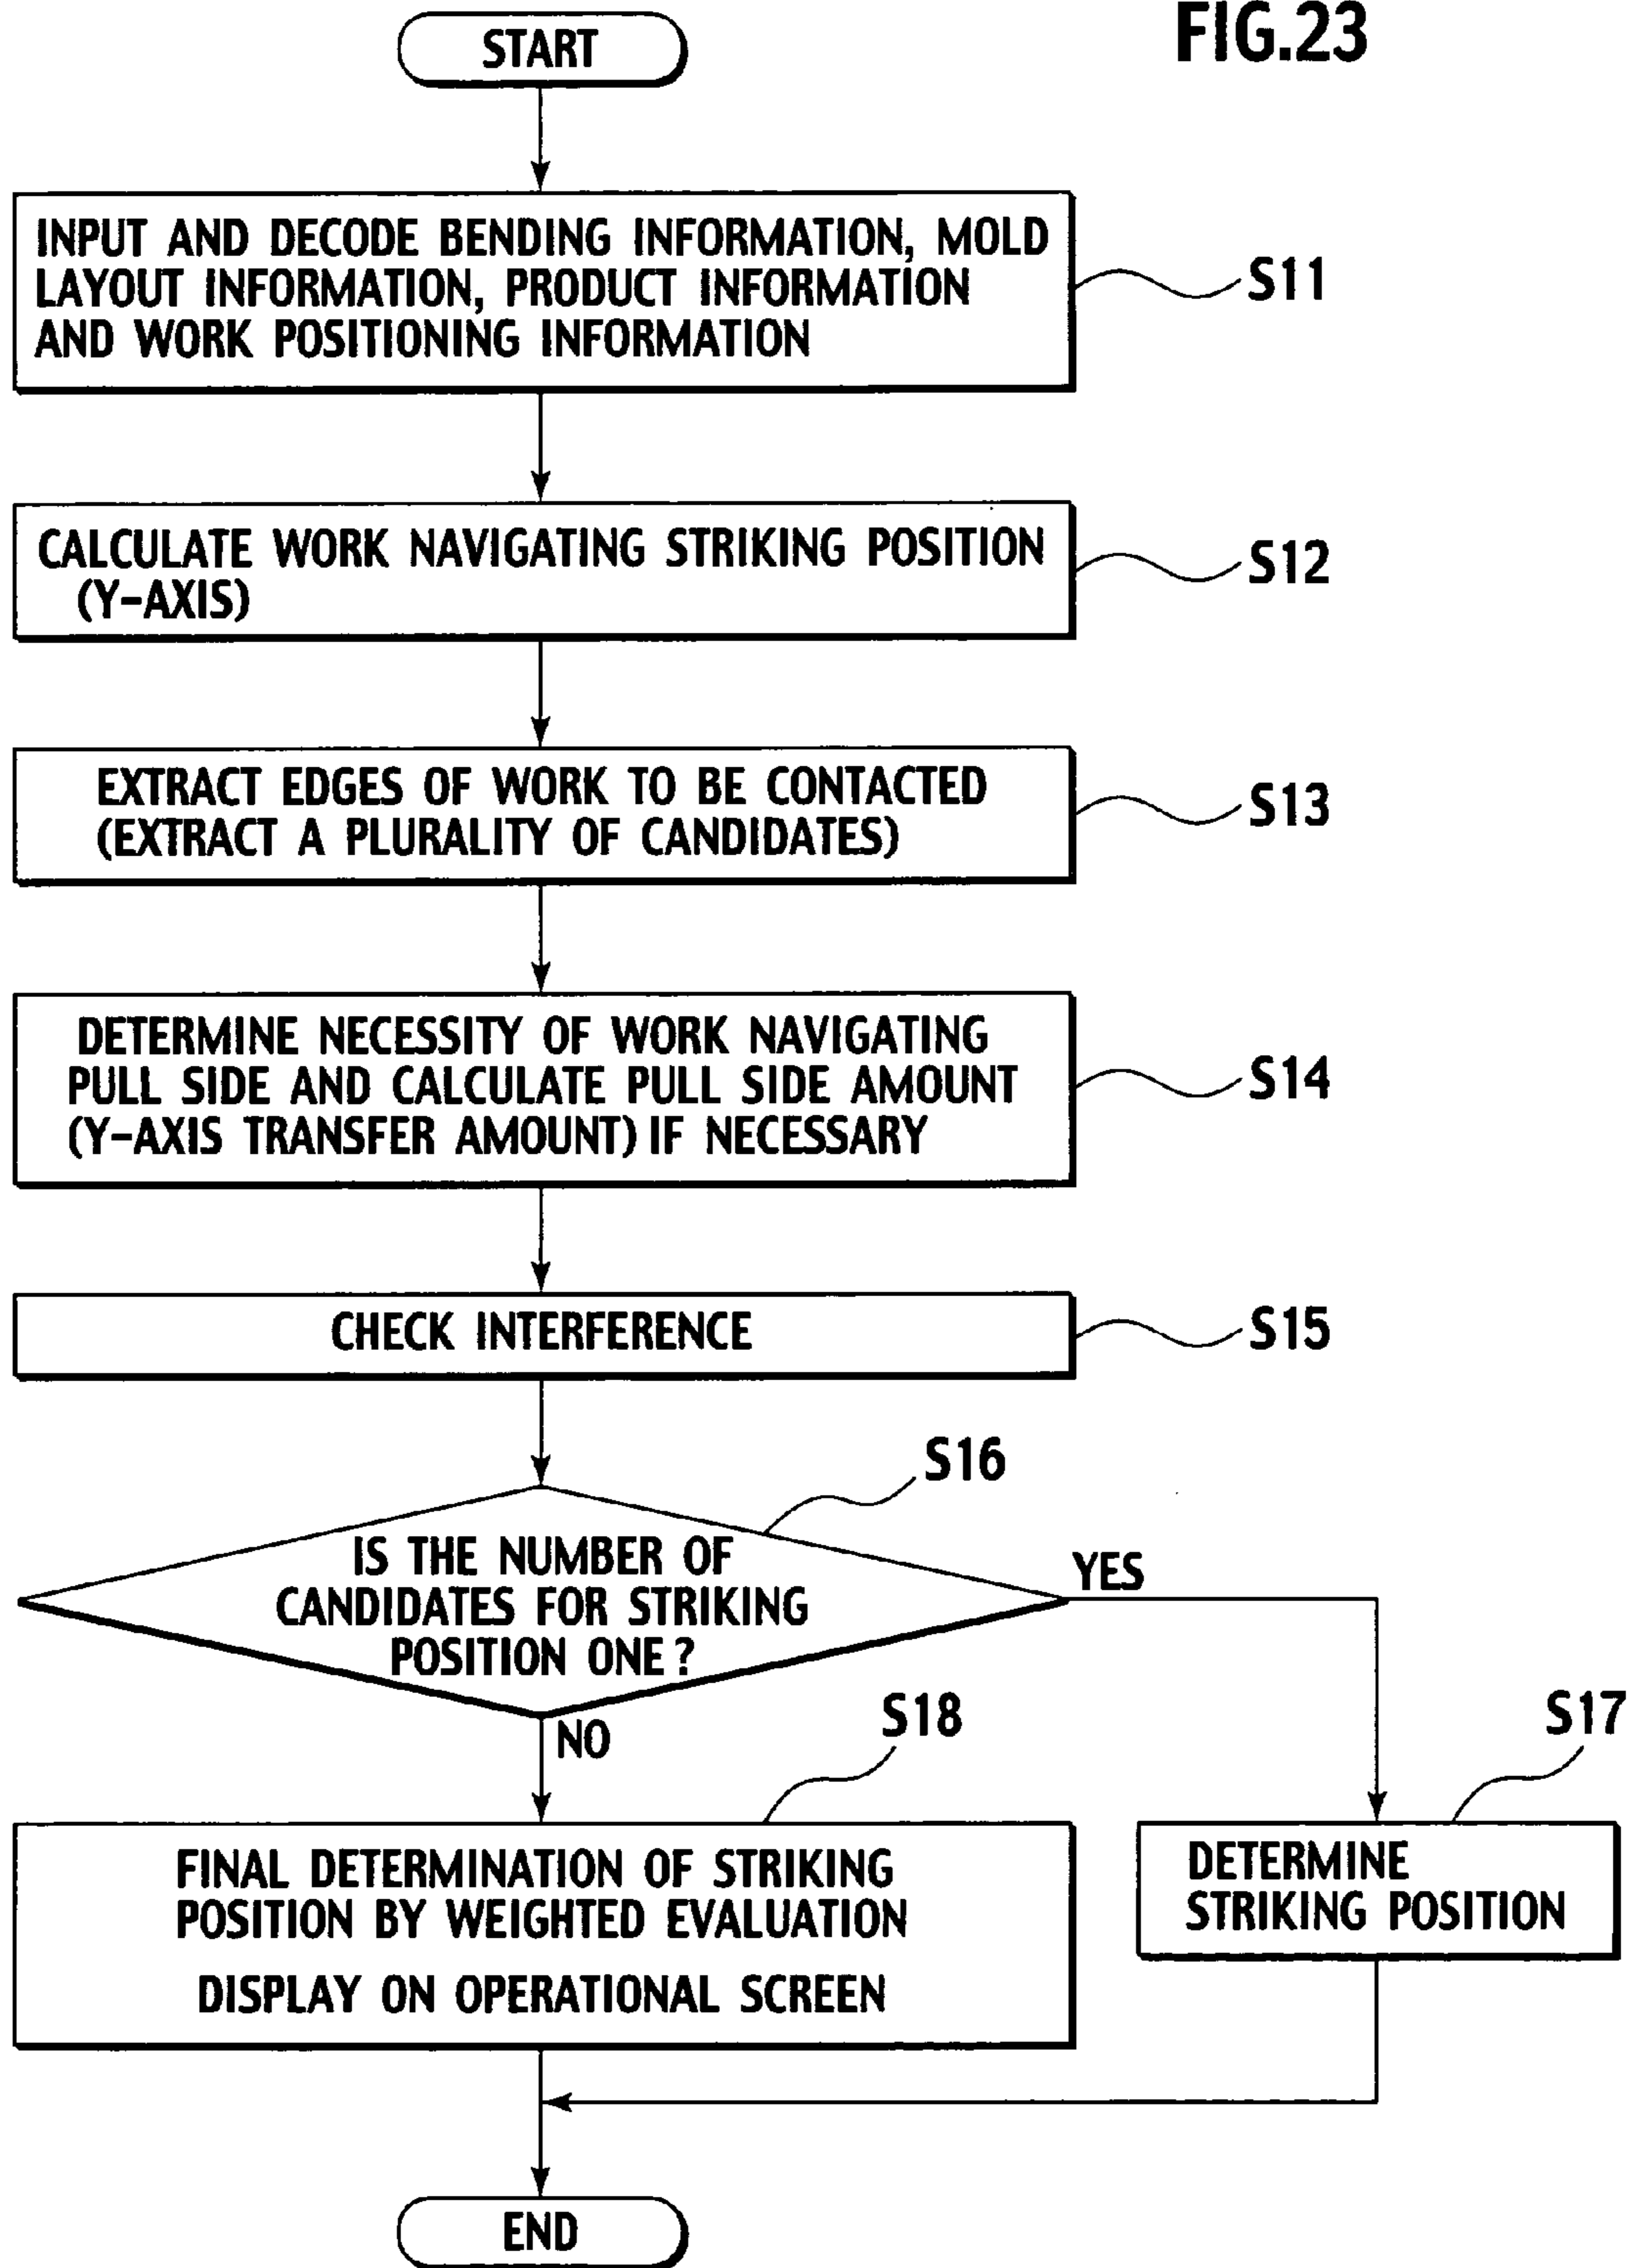 FIG.23
START
INPUT AND DECODE BENDING INFORMATION, MOLD
LAYOUT INFORMATION, PRODUCT INFORMATION
AND WORK POSITIONING INFORMATION
S11
CALCULATE WORK NAVIGATING STRIKING POSITION
(Y-AXIS)
S12
EXTRACT EDGES OF WORK TO BE CONTACTED
(EXTRACT A PLURALITY OF CANDIDATES)
S13
DETERMINE NECESSITY OF WORK NAVIGATING
PULL SIDE AND CALCULATE PULL SIDE AMOUNT
(Y-AXIS TRANSFER AMOUNT) IF NECESSARY
S14
CHECK INTERFERENCE
S15
S16
IS THE NUMBER OF
CANDIDATES FOR STRIKING
POSITION ONE?
YES
NO
S18
S17
FINAL DETERMINATION OF STRIKING
POSITION BY WEIGHTED EVALUATION
DISPLAY ON OPERATIONAL SCREEN
DETERMINE
STRIKING POSITION
END